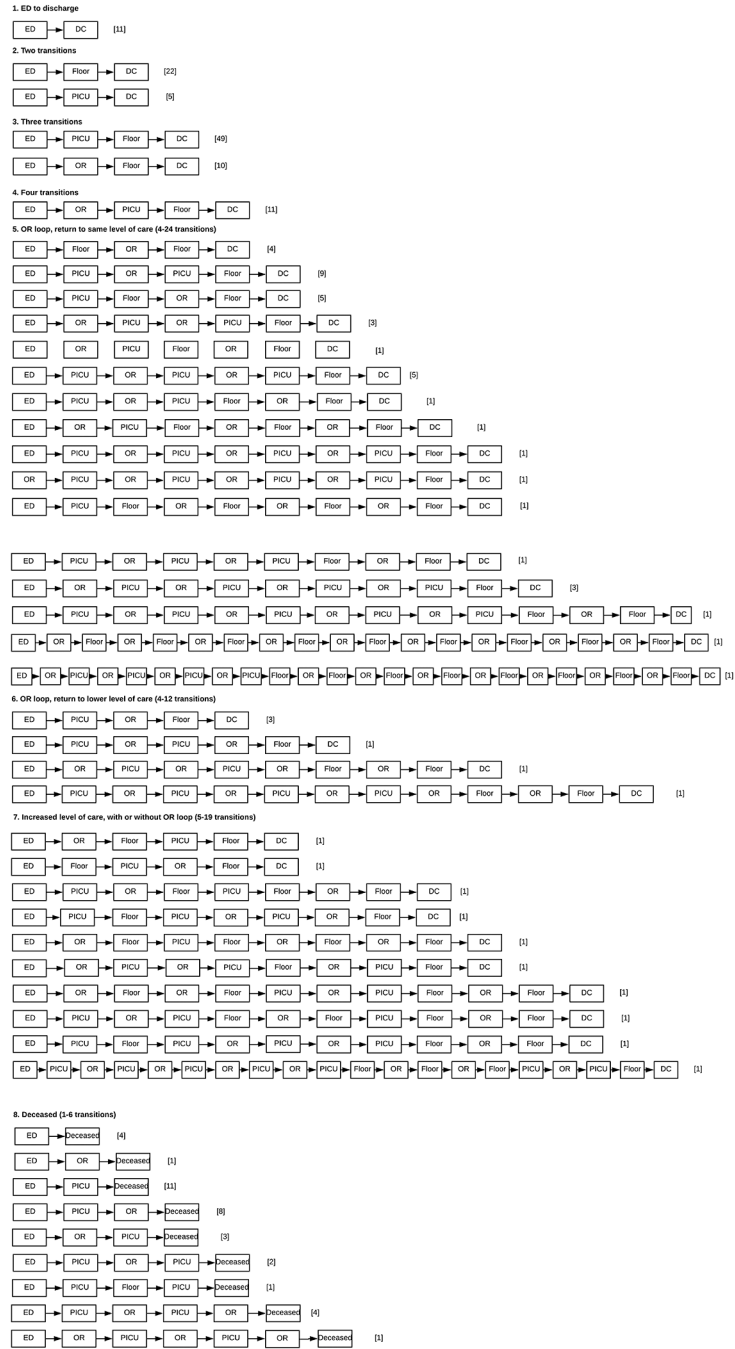 1. ED to discharge
ED DC [11]
2. Two transitions
ED Floor DC [22]
ED PICU DC [5]
3. Three transitions
ED PICU Floor DC [49]
ED OR Floor DC [10]
4. Four transitions
ED OR PICU Floor DC [11]
5. OR loop, return to same level of care (4-24 transitions)
ED Floor OR Floor DC [4]
ED PICU OR PICU Floor DC [9]
ED PICU Floor OR Floor DC [5]
ED OR PICU OR PICU Floor DC [3]
ED OR PICU Floor OR Floor DC [1]
ED PICU OR PICU OR PICU Floor DC [5]
ED PICU OR PICU Floor OR Floor DC [1]
ED OR PICU Floor OR Floor OR Floor DC [1]
ED PICU OR PICU OR PICU OR PICU Floor DC [1]
OR PICU OR PICU OR PICU OR PICU Floor DC [1]
ED PICU Floor OR Floor OR Floor OR Floor DC [1]
ED PICU OR PICU OR PICU Floor OR Floor DC [1]
ED OR PICU OR PICU OR PICU OR PICU Floor DC [3]
ED PICU OR PICU OR PICU OR PICU OR PICU Floor OR Floor DC [1]
ED OR Floor OR Floor OR Floor OR Floor OR Floor OR Floor OR Floor OR Floor OR Floor DC [1]
ED OR PICU OR PICU OR PICU OR PICU Floor OR Floor OR Floor OR Floor OR Floor OR Floor OR Floor OR Floor DC [1]
6. OR loop, return to lower level of care (4-12 transitions)
ED PICU OR Floor DC [3]
ED PICU OR PICU OR Floor DC [1]
ED OR PICU OR PICU OR Floor OR Floor DC [1]
ED PICU OR PICU OR PICU OR PICU OR Floor OR Floor DC [1]
7. Increased level of care, with or without OR loop (5-19 transitions)
ED OR Floor PICU Floor DC [1]
ED Floor PICU OR Floor DC [1]
ED PICU OR Floor PICU Floor OR Floor DC [1]
ED PICU Floor PICU OR PICU OR Floor DC [1]
ED OR Floor PICU Floor OR Floor OR Floor DC [1]
ED OR PICU OR PICU Floor OR PICU Floor DC [1]
ED OR Floor OR Floor PICU OR PICU Floor OR Floor DC [1]
ED PICU OR PICU Floor OR Floor PICU Floor OR Floor DC [1]
ED PICU Floor PICU OR PICU OR PICU Floor OR Floor DC [1]
ED PICU OR PICU OR PICU OR PICU OR PICU Floor OR Floor OR Floor PICU OR PICU Floor DC [1]
8. Deceased (1-6 transitions)
ED Deceased [4]
ED OR Deceased [1]
ED PICU Deceased [11]
ED PICU OR Deceased [8]
ED OR PICU Deceased [3]
ED PICU OR PICU Deceased [2]
ED PICU Floor PICU Deceased [1]
ED PICU OR PICU OR Deceased [4]
ED OR PICU OR PICU OR Deceased [1]